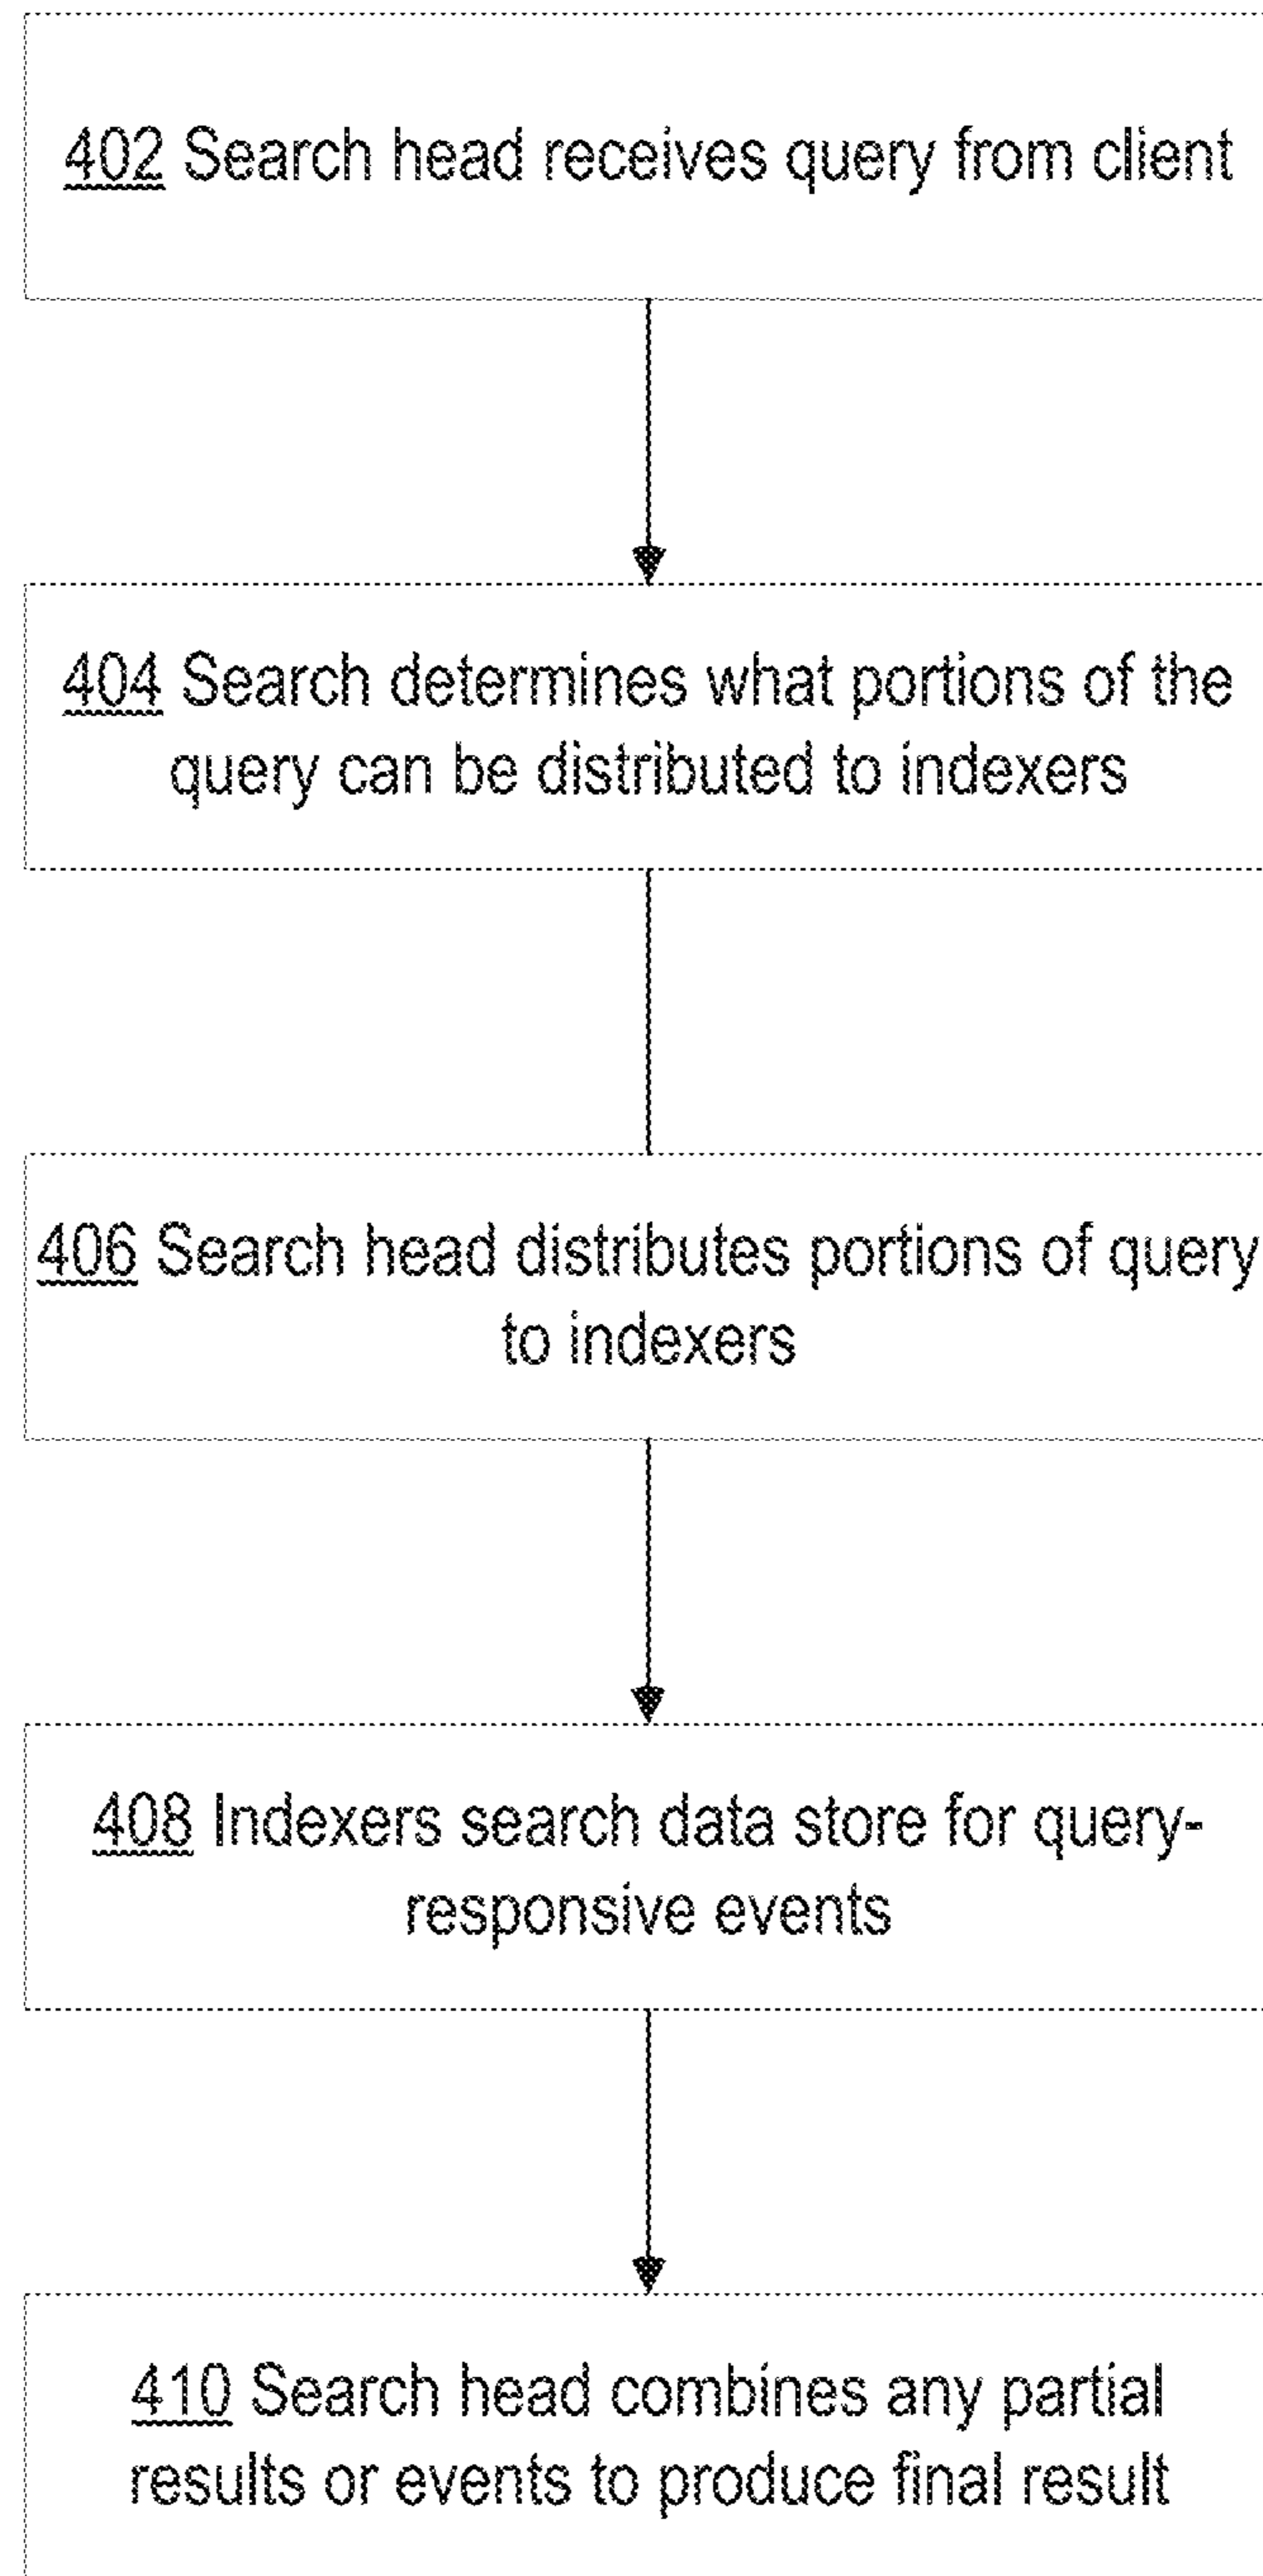 402 Search head receives query from client
404 Search determines what portions of the
query can be distributed to indexers
406 Search head distributes portions of query
to indexers
408 Indexers search data store for query-
responsive events
410 Search head combines any partial
results or events to produce final result